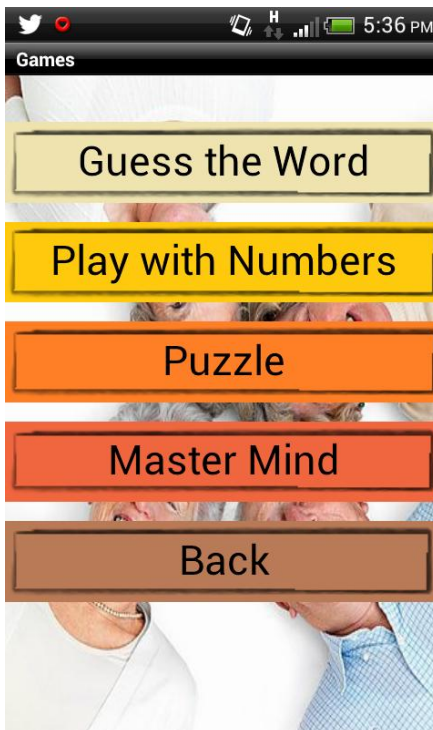 H
5:36 PM
Games
Guess the Word
Play with Numbers
Puzzle
Master Mind
Back